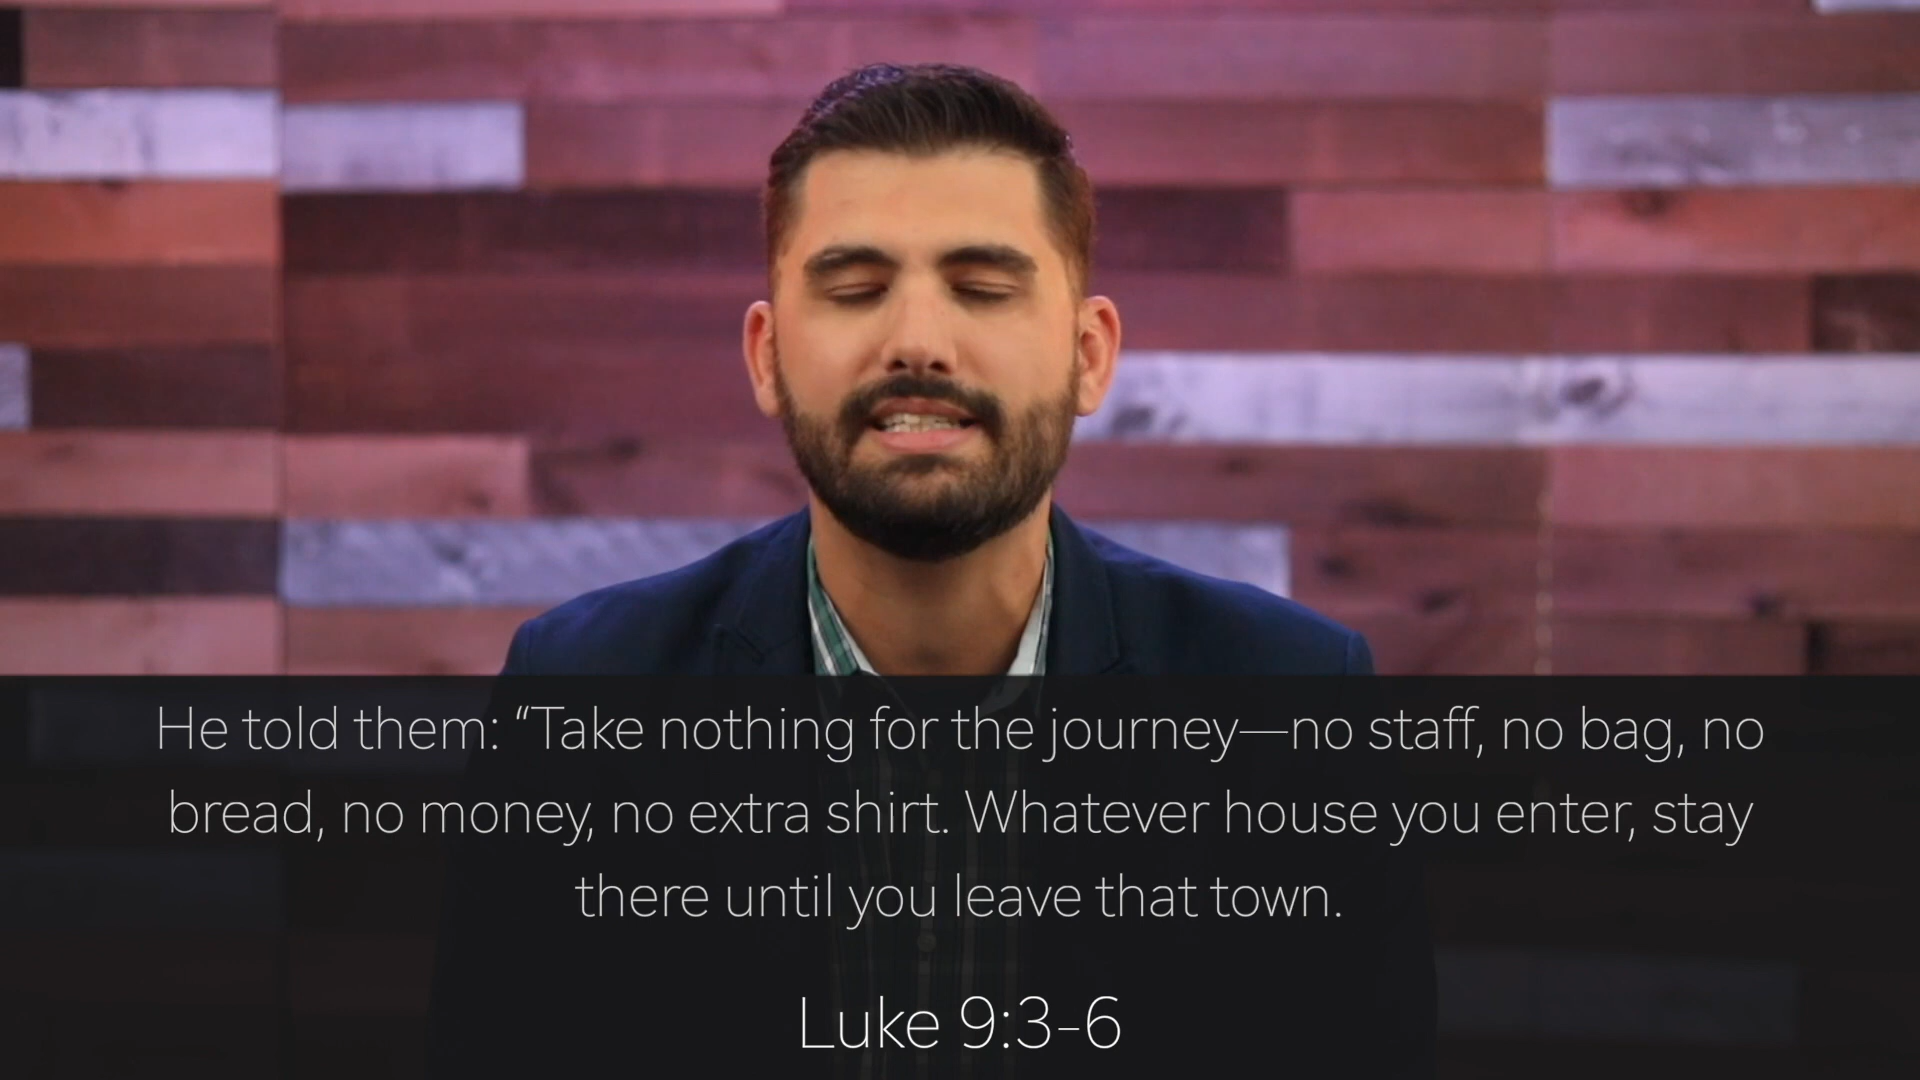 He told them: “Take nothing for the journey—no staff, no bag, no
bread, no money, no extra shirt. Whatever house you enter, stay
there until you leave that town.
Luke 9:3-6